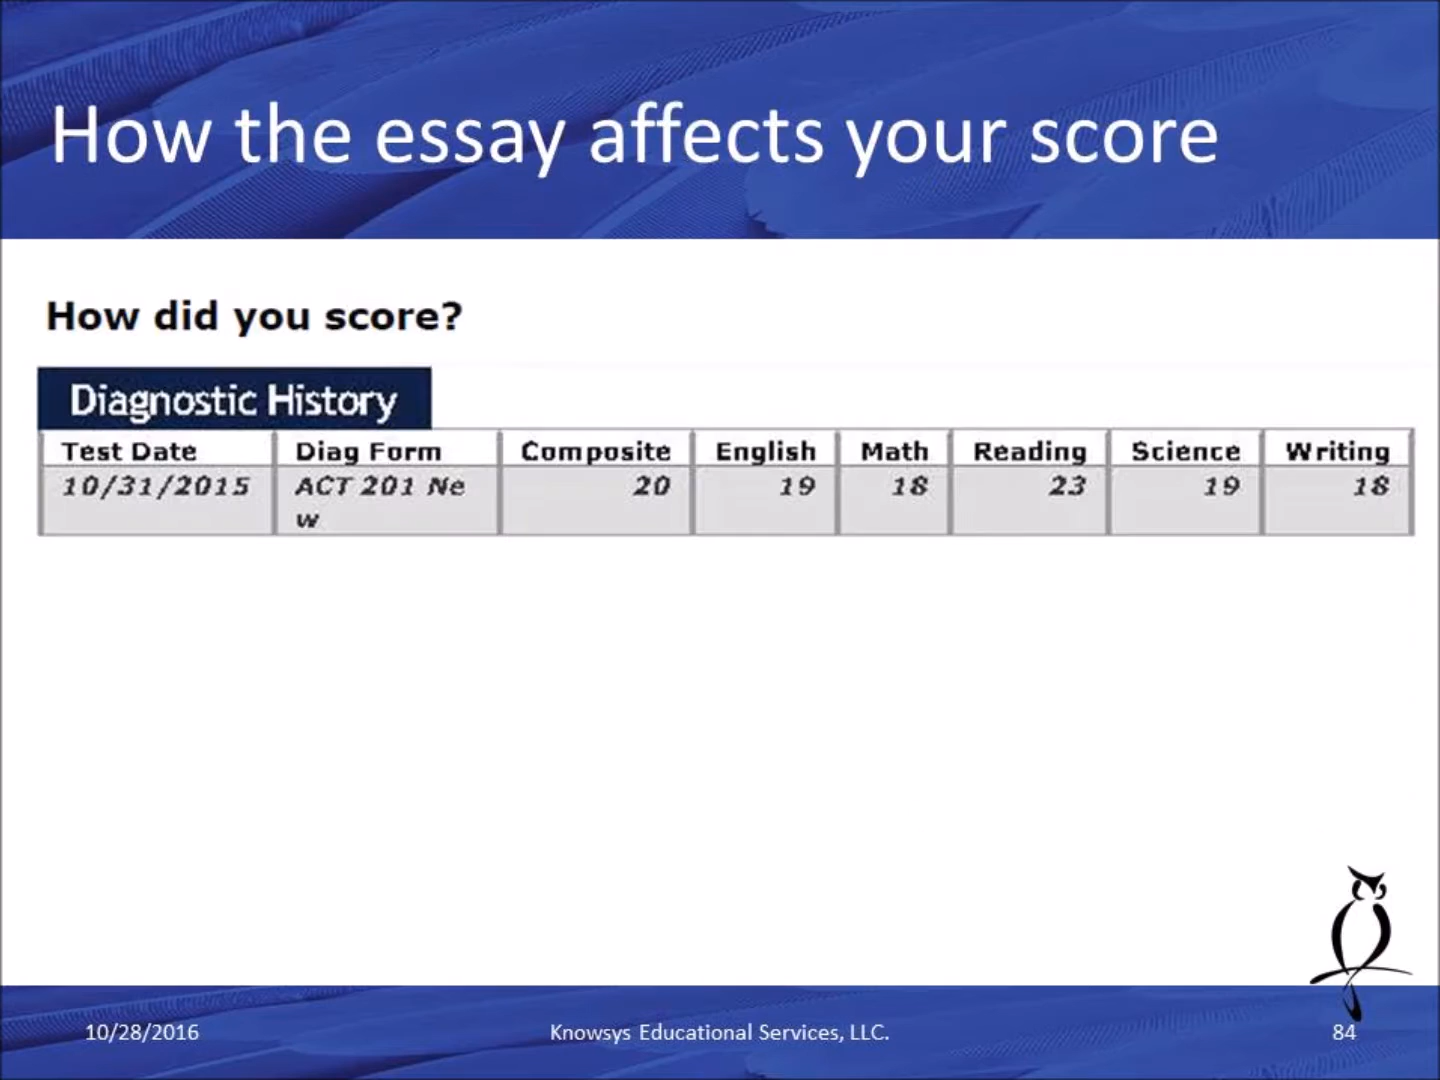 How the essay affects your score
How did you score?
Diagnostic History
Test Date Diag Form Composite English Math Reading Science Writing
10/31/2015 ACT 201 Ne 20 19 18 23 19 18
w
10/28/2016 Knowsys Educational Services, LLC. 84